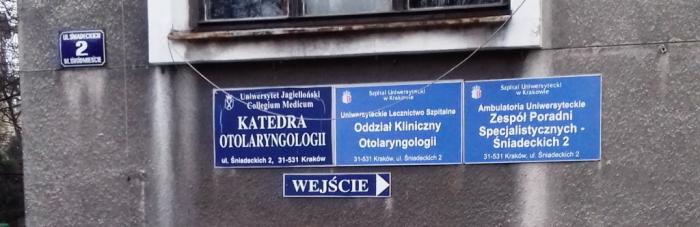 UL. ŚNIADECKICH
2
Uniwersytet Jagielloński
Collegium Medicum
KATEDRA
OTOLARYNGOLOGII
ul. Śniadeckich 2, 31-531 Kraków
Szpital Uniwersytecki
w Krakowie
Uniwersyteckie Lecznictwo Szpitalne
Oddział Kliniczny
Otolaryngologii
31-531 Kraków, ul. Śniadeckich 2
Szpital Uniwersytecki
w Krakowie
Ambulatoria Uniwersyteckie
Zespół Poradni
Specjalistycznych -
Śniadeckich 2
31-531 Kraków, ul. Śniadeckich 2
WEJŚCIE